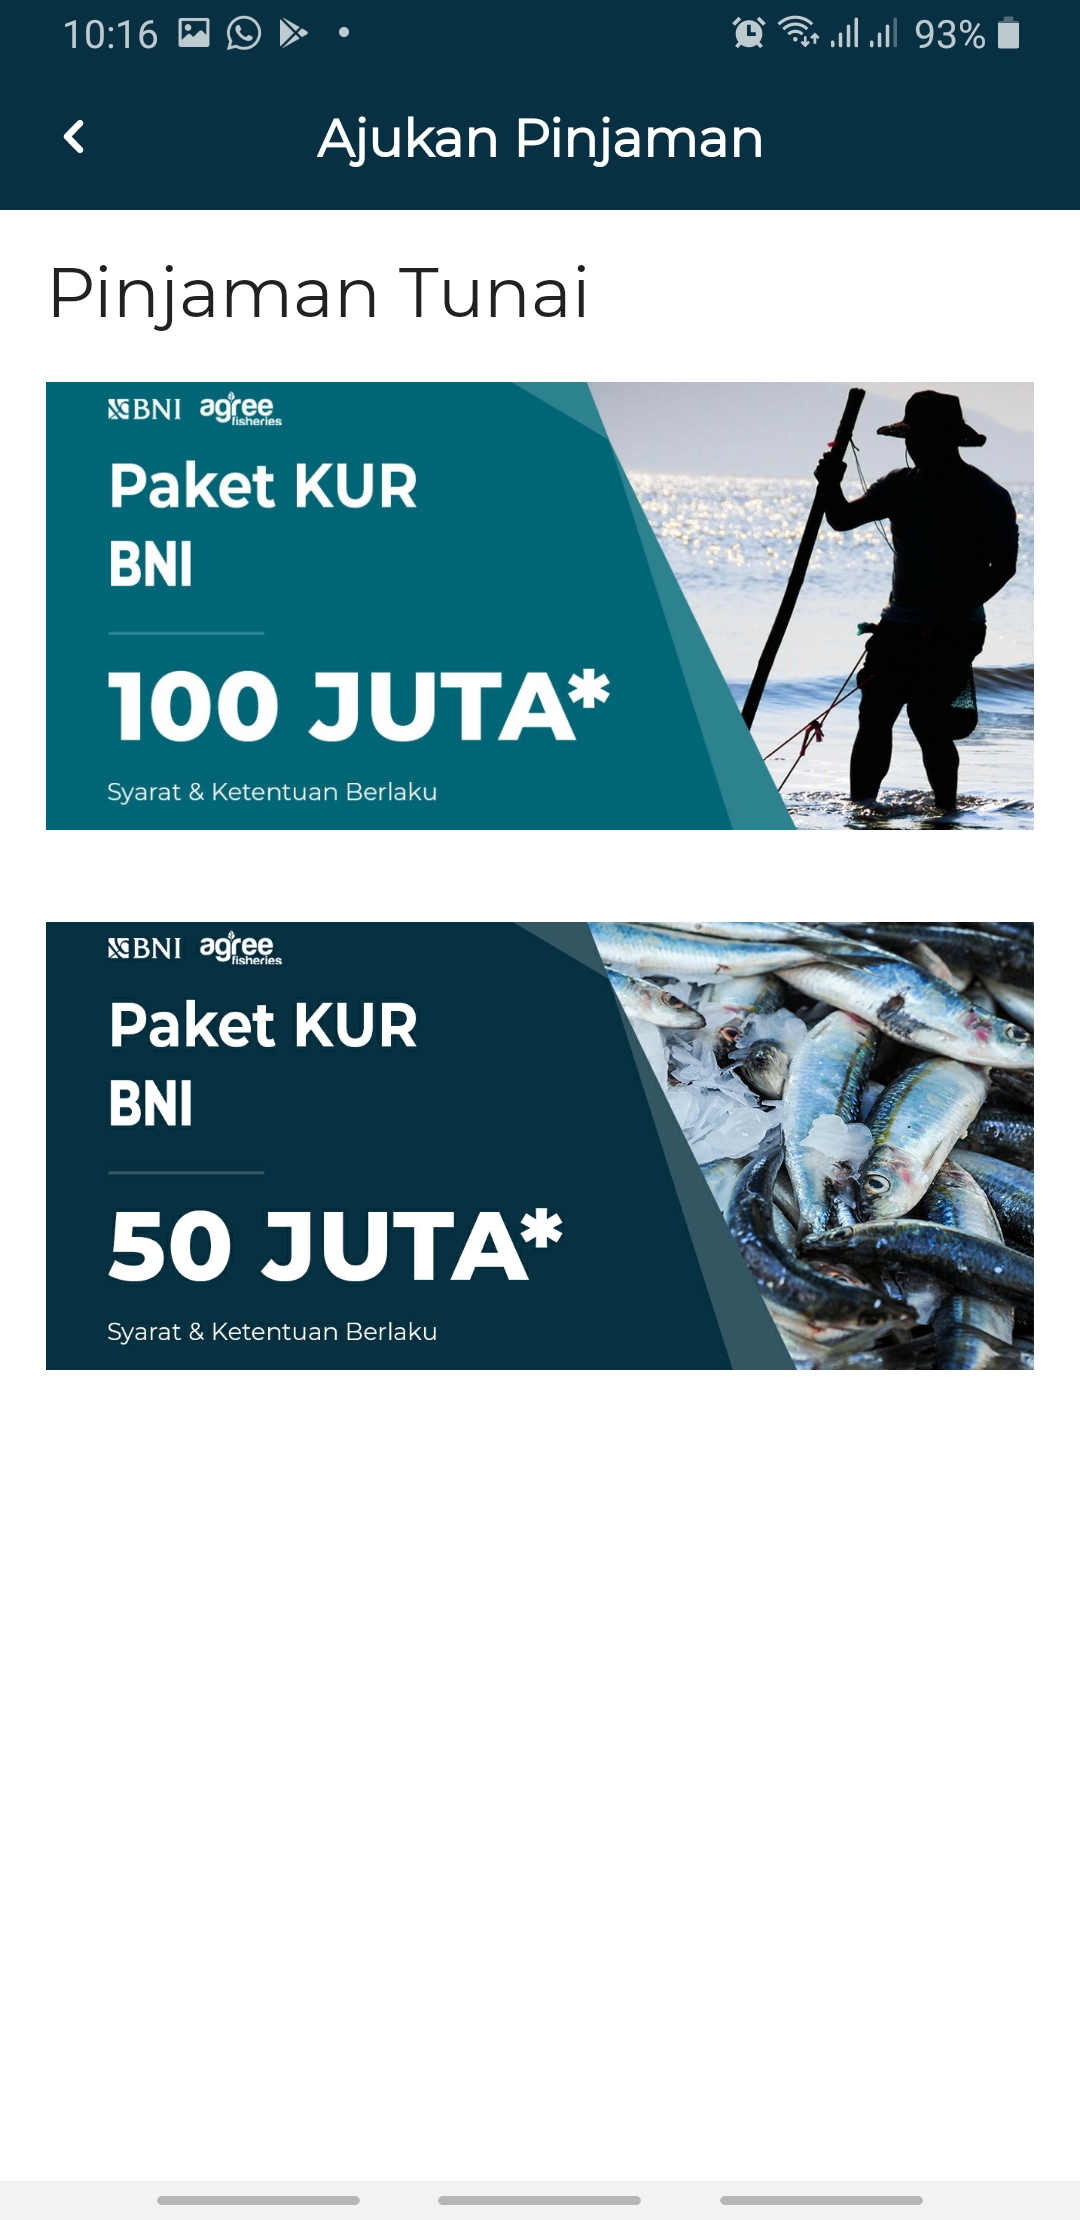 10:16
93%
Ajukan Pinjaman
Pinjaman Tunai
BNI agree fisheries
Paket KUR
BNI
100 JUTA*
Syarat & Ketentuan Berlaku
BNI agree fisheries
Paket KUR
BNI
50 JUTA*
Syarat & Ketentuan Berlaku